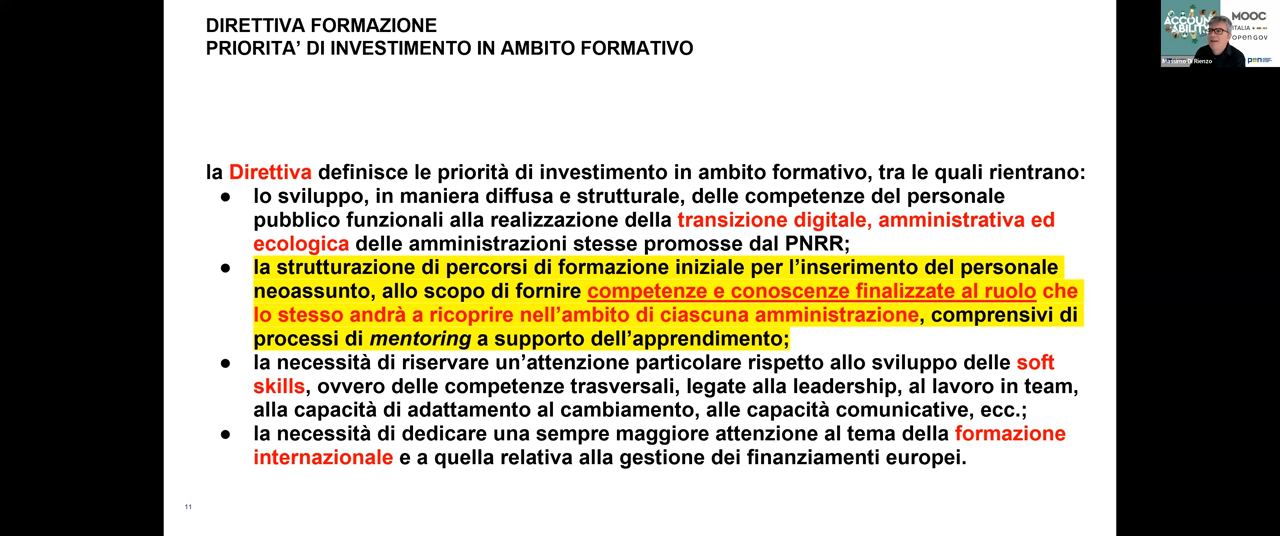 DIRETTIVA FORMAZIONE
PRIORITA’ DI INVESTIMENTO IN AMBITO FORMATIVO
la Direttiva definisce le priorità di investimento in ambito formativo, tra le quali rientrano:
● lo sviluppo, in maniera diffusa e strutturale, delle competenze del personale
pubblico funzionali alla realizzazione della transizione digitale, amministrativa ed
ecologica delle amministrazioni stesse promosse dal PNRR;
● la strutturazione di percorsi di formazione iniziale per l’inserimento del personale
neoassunto, allo scopo di fornire competenze e conoscenze finalizzate al ruolo che
lo stesso andrà a ricoprire nell’ambito di ciascuna amministrazione, comprensivi di
processi di mentoring a supporto dell’apprendimento;
● la necessità di riservare un’attenzione particolare rispetto allo sviluppo delle soft
skills, ovvero delle competenze trasversali, legate alla leadership, al lavoro in team,
alla capacità di adattamento al cambiamento, alle capacità comunicative, ecc.;
● la necessità di dedicare una sempre maggiore attenzione al tema della formazione
internazionale e a quella relativa alla gestione dei finanziamenti europei.
11
MOOC
ITALIA
OPENGOV
pon
Massimo Di Rienzo